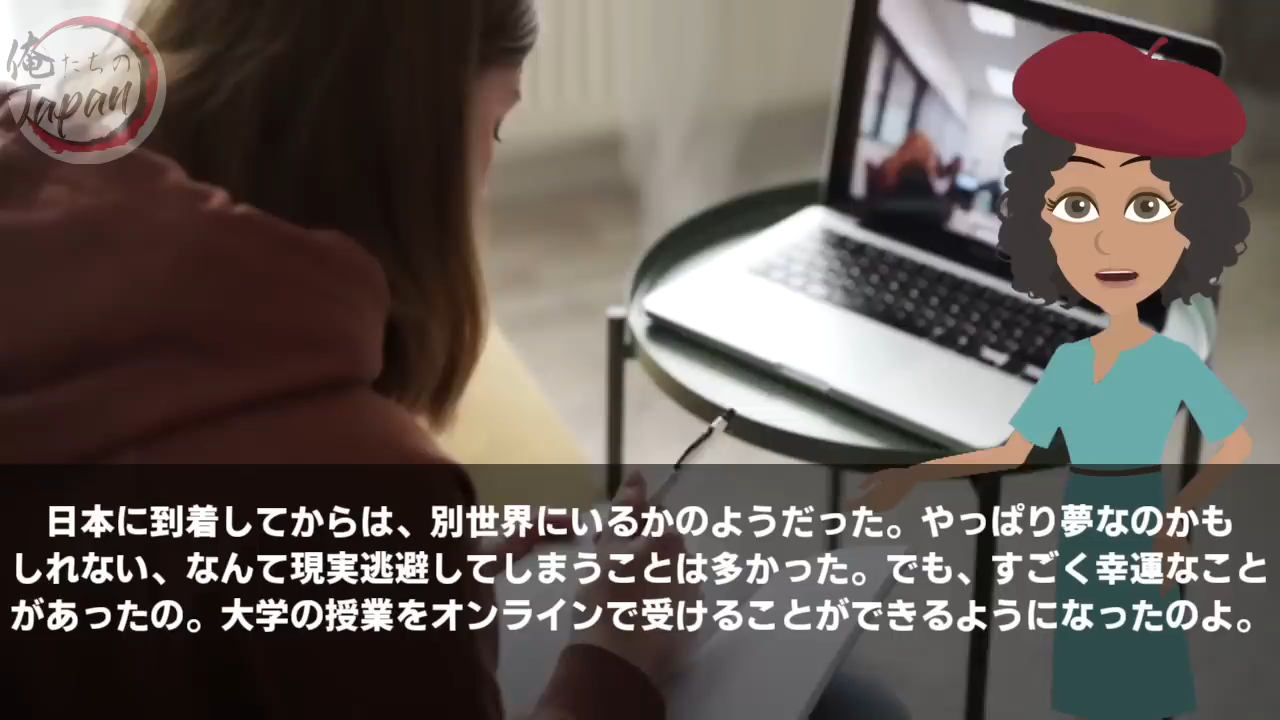 俺たちの
Japan
日本に到着してからは、別世界にいるかのようだった。やっぱり夢なのかも
しれない、なんて現実逃避してしまうことは多かった。でも、すごく幸運なこと
があったの。大学の授業をオンラインで受けることができるようになったのよ。